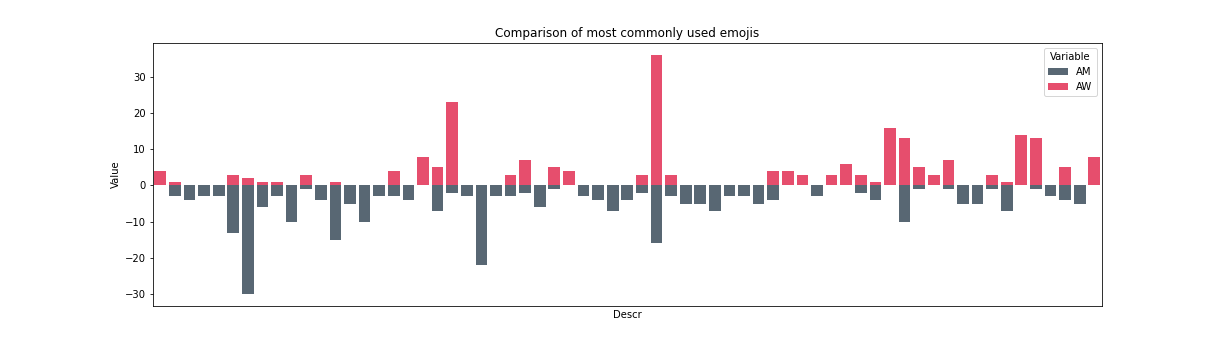 Comparison of most commonly used emojis
Variable
AM
AW
Value
30
20
10
0
−10
−20
−30
Descr